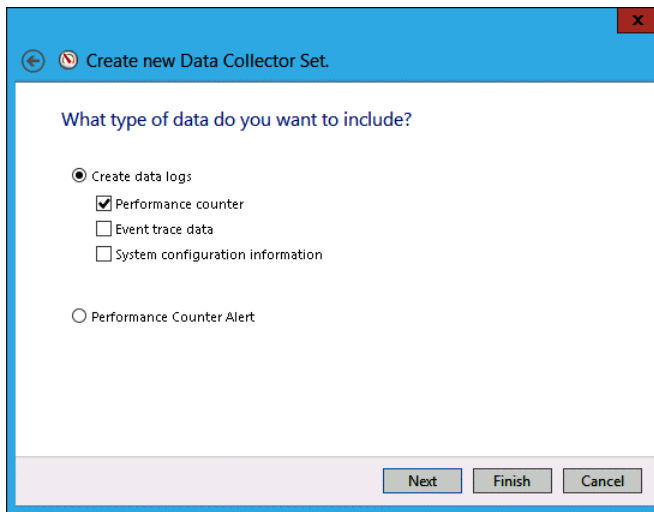 x
Create new Data Collector Set.
What type of data do you want to include?
Create data logs
Performance counter
Event trace data
System configuration information
Performance Counter Alert
Next Finish Cancel